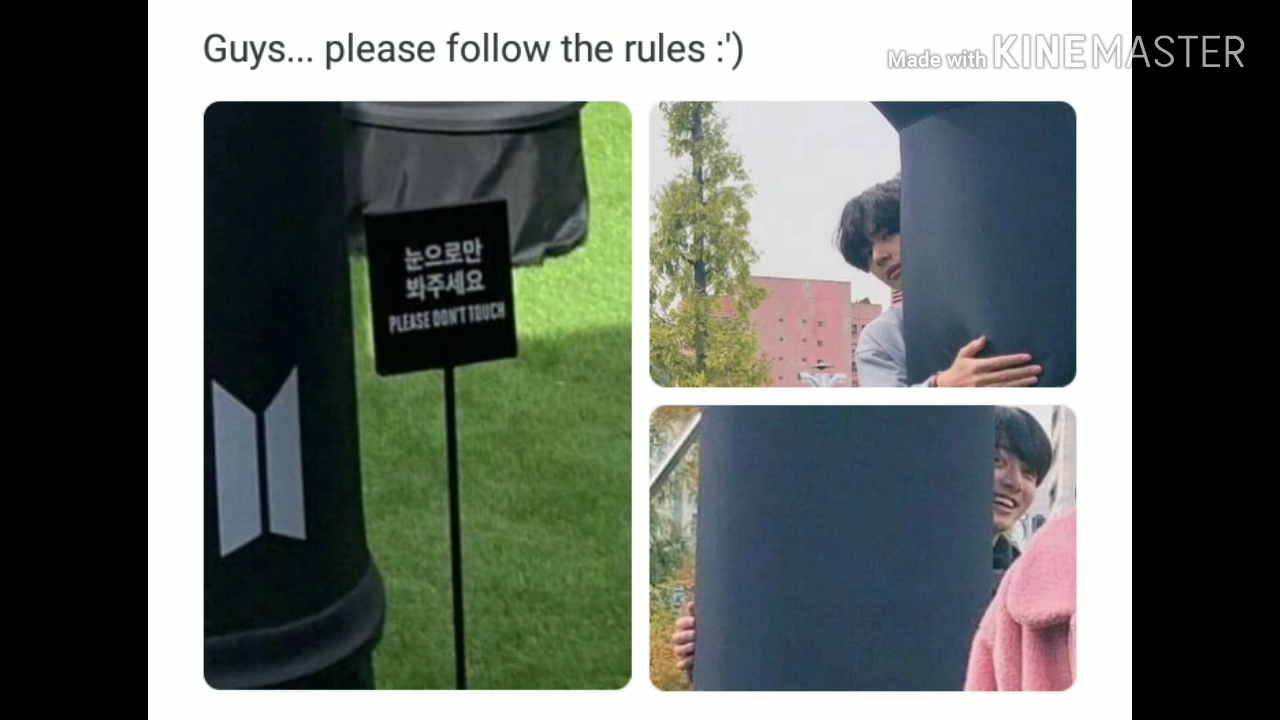 Guys... please follow the rules :')
Made with KINEMASTER
눈으로만
봐주세요
PLEASE DON'T TOUCH